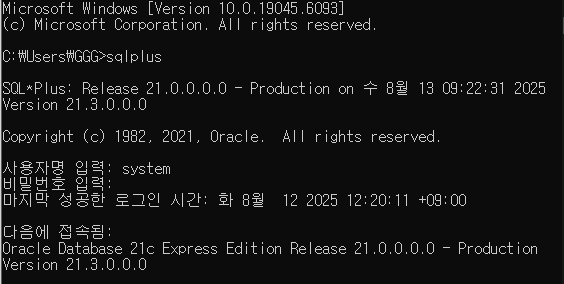 Microsoft Windows [Version 10.0.19045.6093]
(c) Microsoft Corporation. All rights reserved.
C:₩Users₩GGG>sqlplus
SQL*Plus: Release 21.0.0.0.0 - Production on 수 8월 13 09:22:31 2025
Version 21.3.0.0.0
Copyright (c) 1982, 2021, Oracle.  All rights reserved.
사용자명 입력: system
비밀번호 입력:
마지막 성공한 로그인 시간: 화 8월  12 2025 12:20:11 +09:00
다음에 접속됨:
Oracle Database 21c Express Edition Release 21.0.0.0.0 - Production
Version 21.3.0.0.0